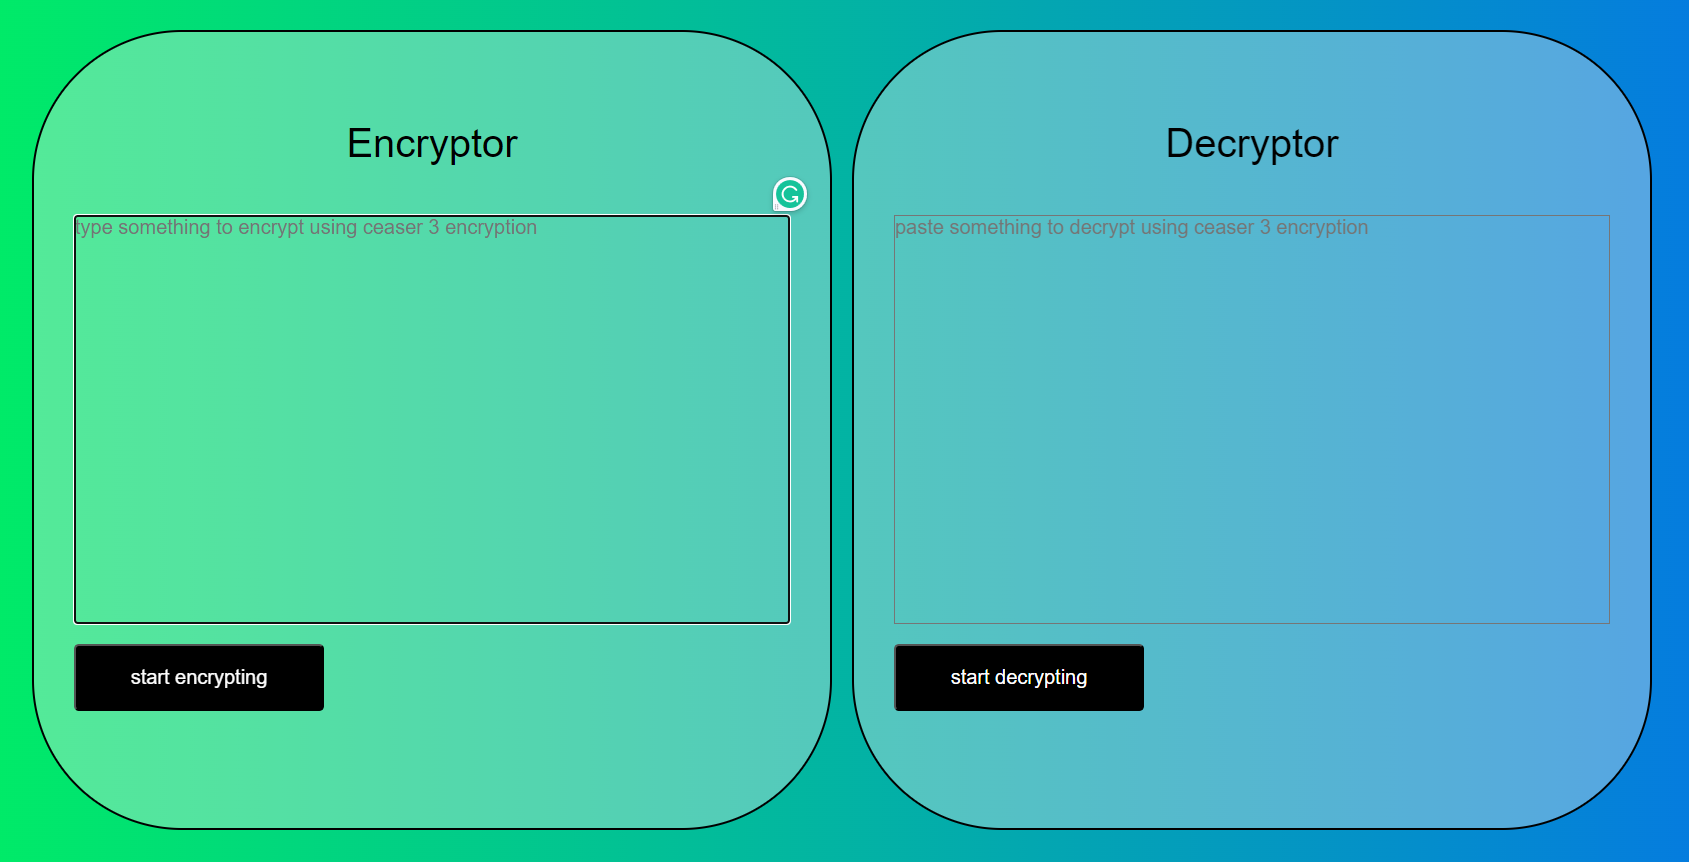 Encryptor
type something to encrypt using ceaser 3 encryption
start encrypting
Decryptor
paste something to decrypt using ceaser 3 encryption
start decrypting